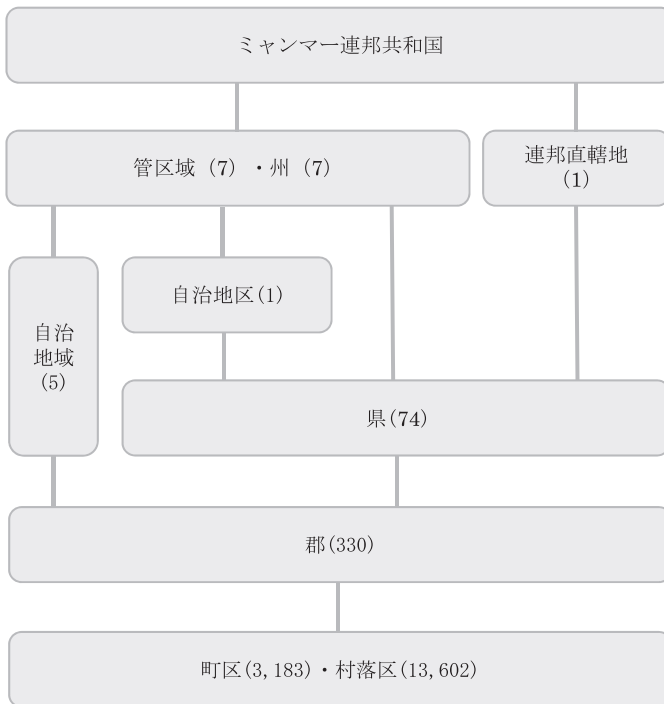 ミャンマー連邦共和国
管区域 (7) ・州 (7)
連邦直轄地
(1)
自治地区(1)
自治
地域
(5)
県(74)
郡(330)
町区(3,183)・村落区(13,602)